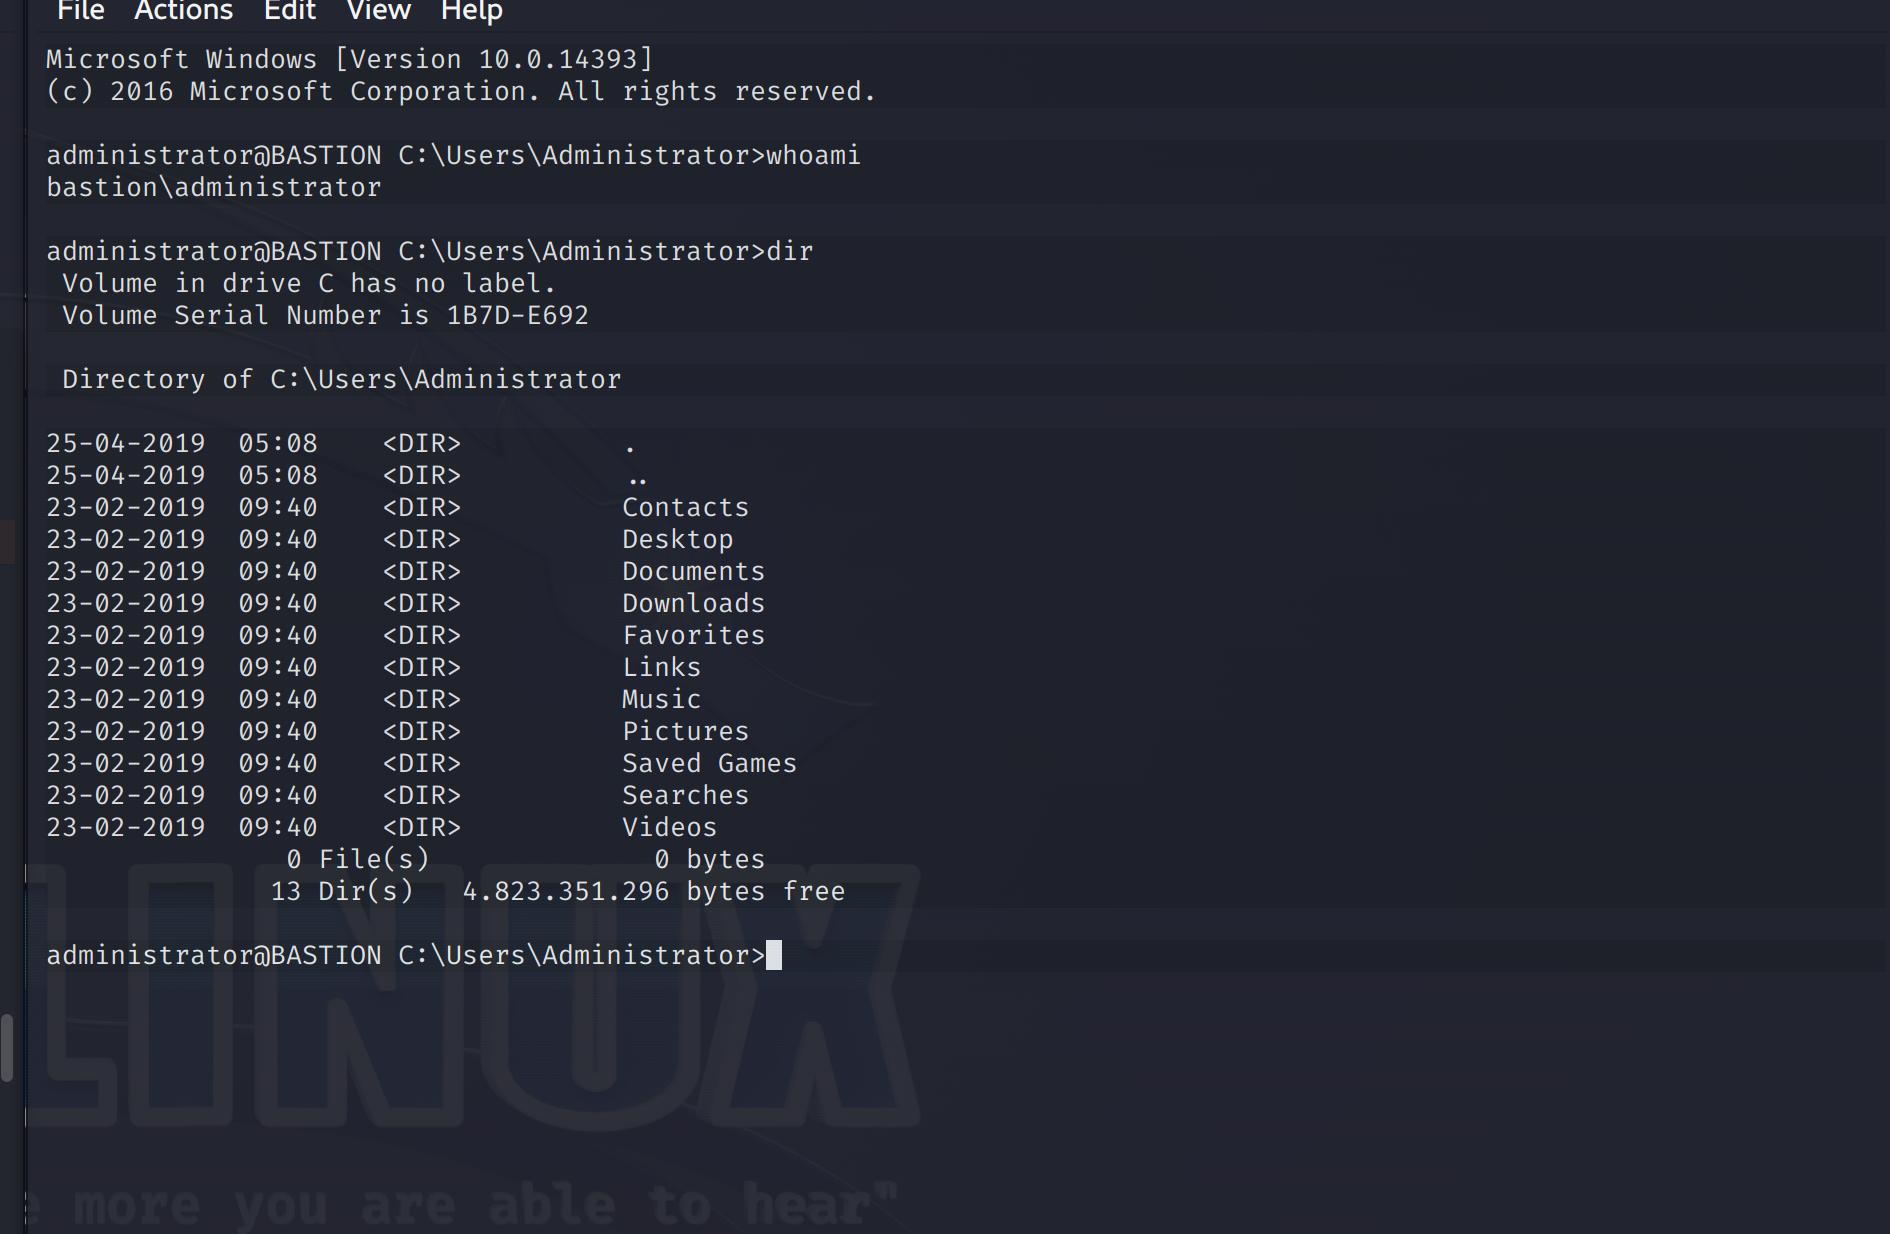 File Actions Edit View Help
Microsoft Windows [Version 10.0.14393]
(c) 2016 Microsoft Corporation. All rights reserved.
administrator@BASTION C:\Users\Administrator>whoami
bastion\administrator
administrator@BASTION C:\Users\Administrator>dir
Volume in drive C has no label.
Volume Serial Number is 1B7D-E692
Directory of C:\Users\Administrator
25-04-2019 05:08 <DIR> .
25-04-2019 05:08 <DIR> ..
23-02-2019 09:40 <DIR> Contacts
23-02-2019 09:40 <DIR> Desktop
23-02-2019 09:40 <DIR> Documents
23-02-2019 09:40 <DIR> Downloads
23-02-2019 09:40 <DIR> Favorites
23-02-2019 09:40 <DIR> Links
23-02-2019 09:40 <DIR> Music
23-02-2019 09:40 <DIR> Pictures
23-02-2019 09:40 <DIR> Saved Games
23-02-2019 09:40 <DIR> Searches
23-02-2019 09:40 <DIR> Videos
0 File(s) 0 bytes
13 Dir(s) 4.823.351.296 bytes free
administrator@BASTION C:\Users\Administrator>
LINUX
more you are able to hear"